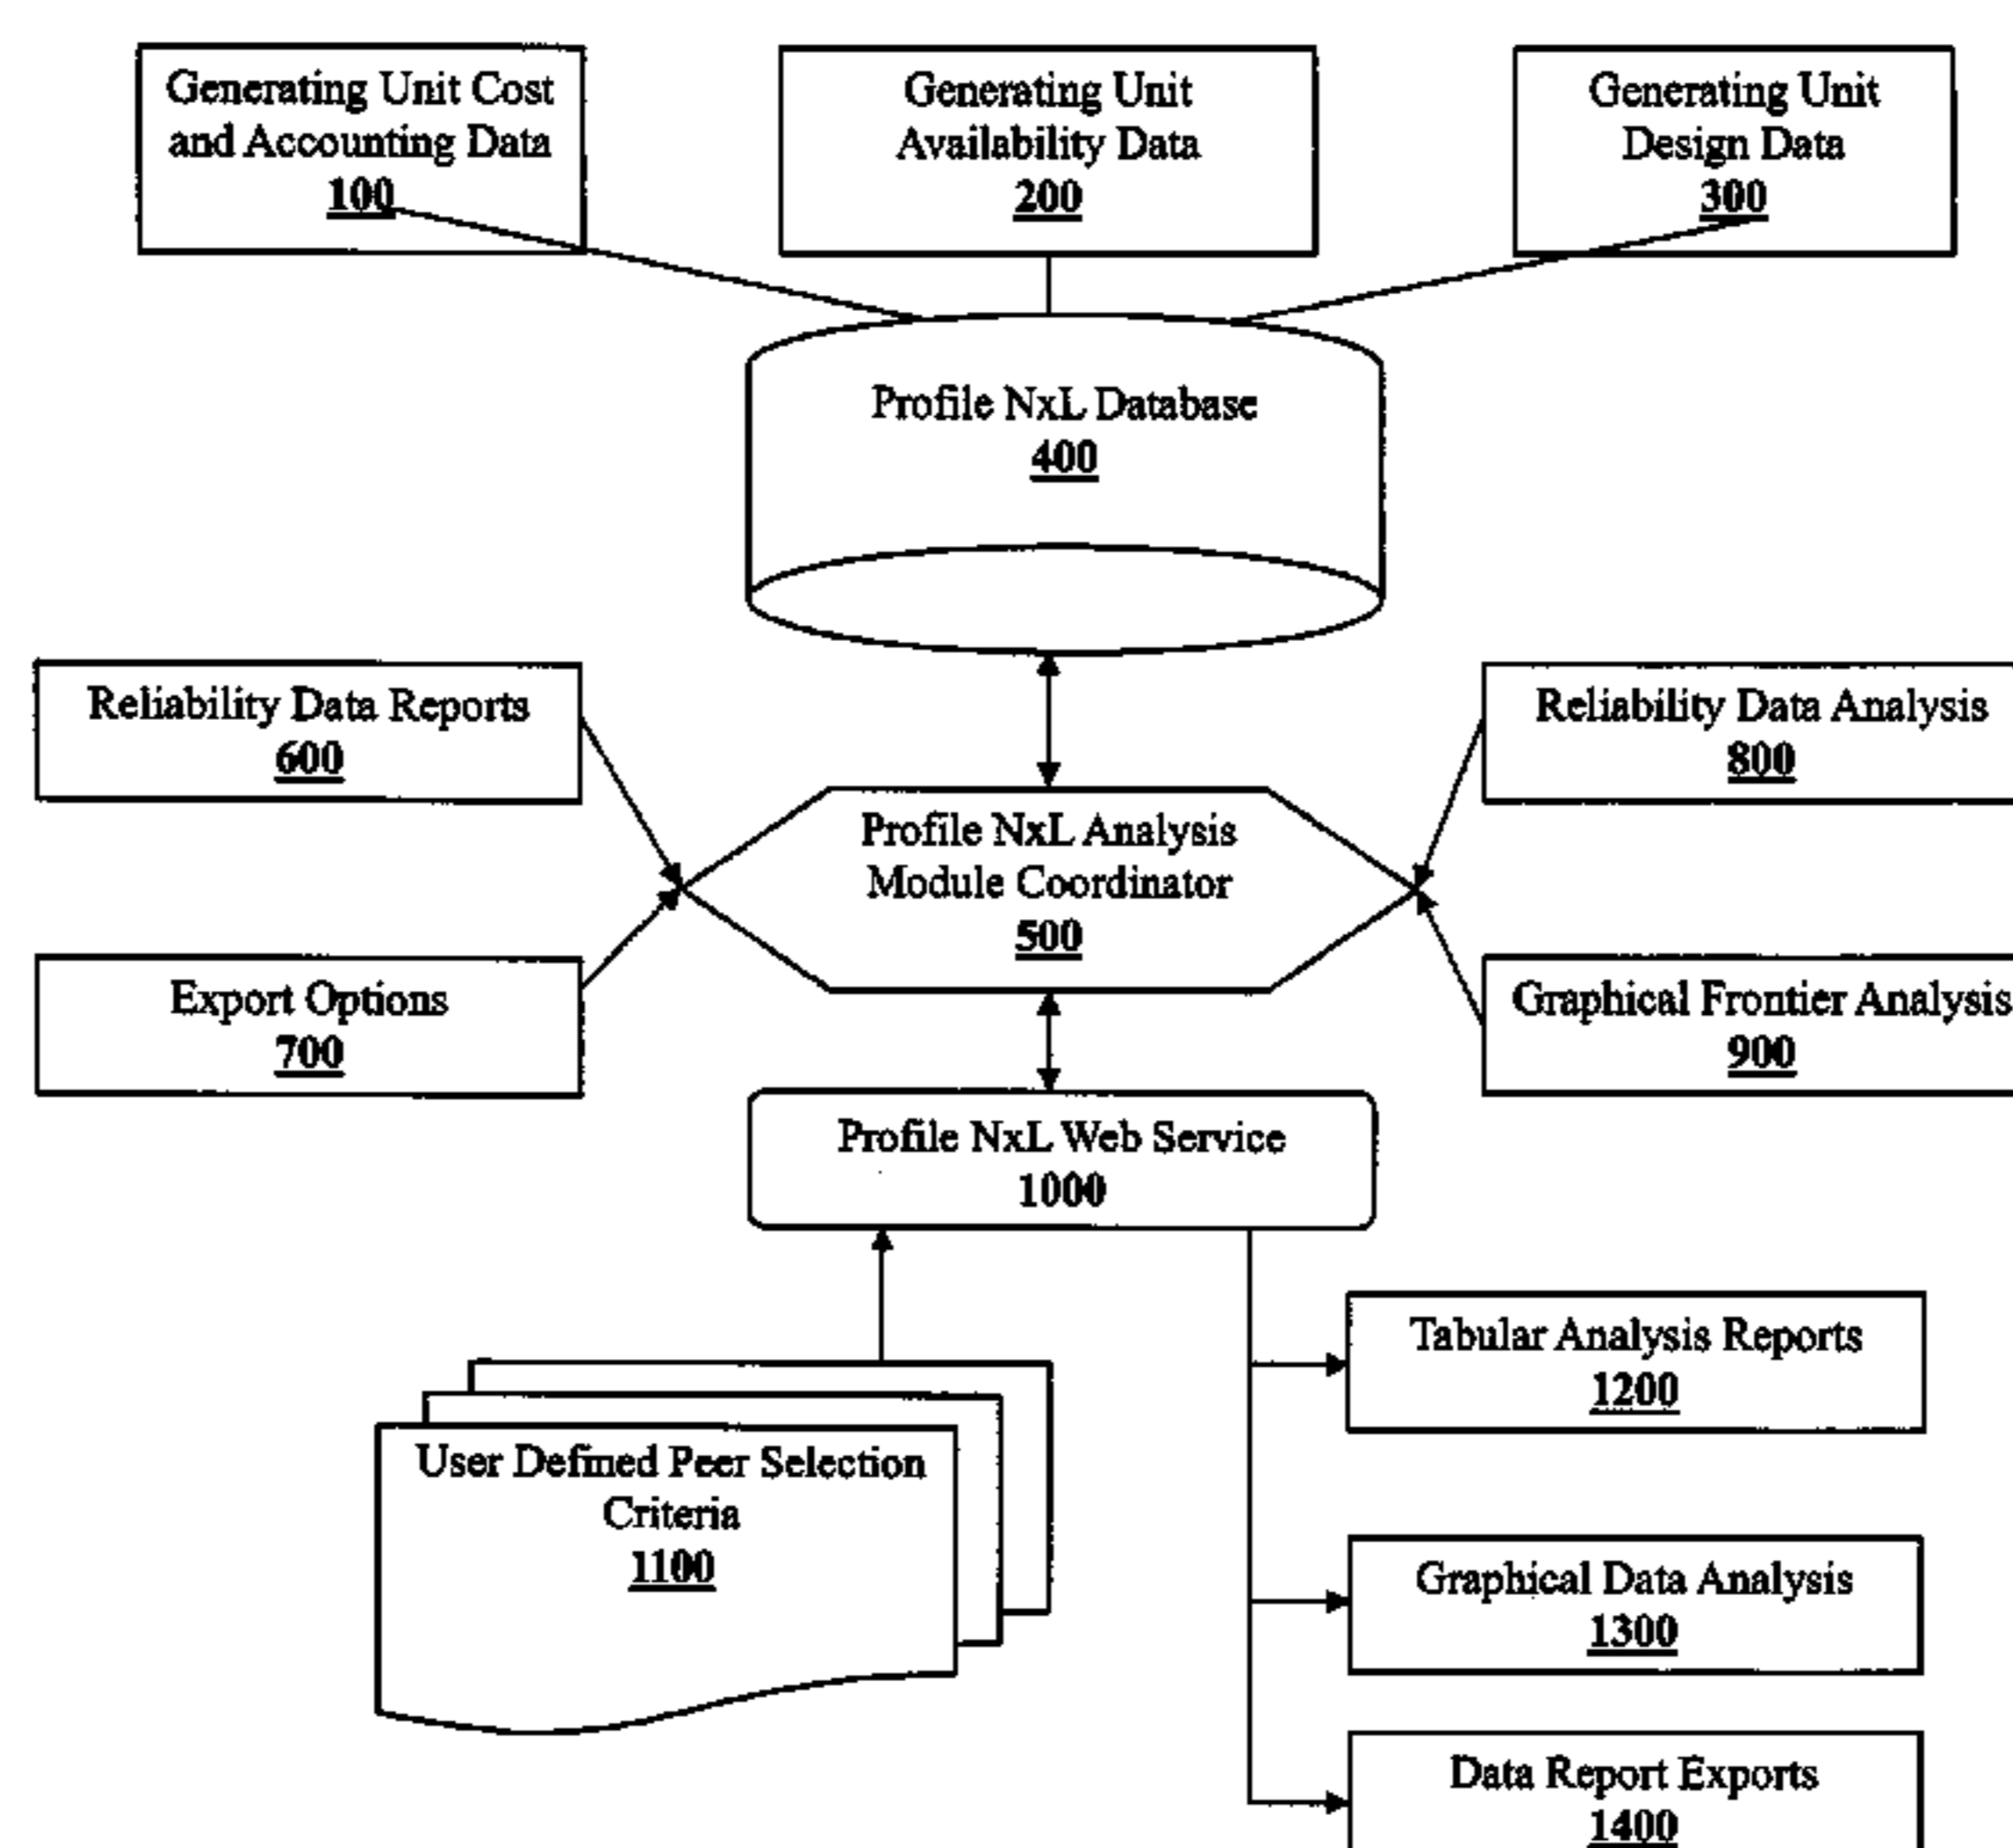 Generating Unit Cost
and Accounting Data
100
Generating Unit
Availability Data
200
Generating Unit
Design Data
300
Profile NxL Database
400
Reliability Data Reports
600
Reliability Data Analysis
800
Profile NxL Analysis
Module Coordinator
500
Export Options
700
Graphical Frontier Analysis
900
Profile NxL Web Service
1000
User Defined Peer Selection
Criteria
1100
Tabular Analysis Reports
1200
Graphical Data Analysis
1300
Data Report Exports
1400